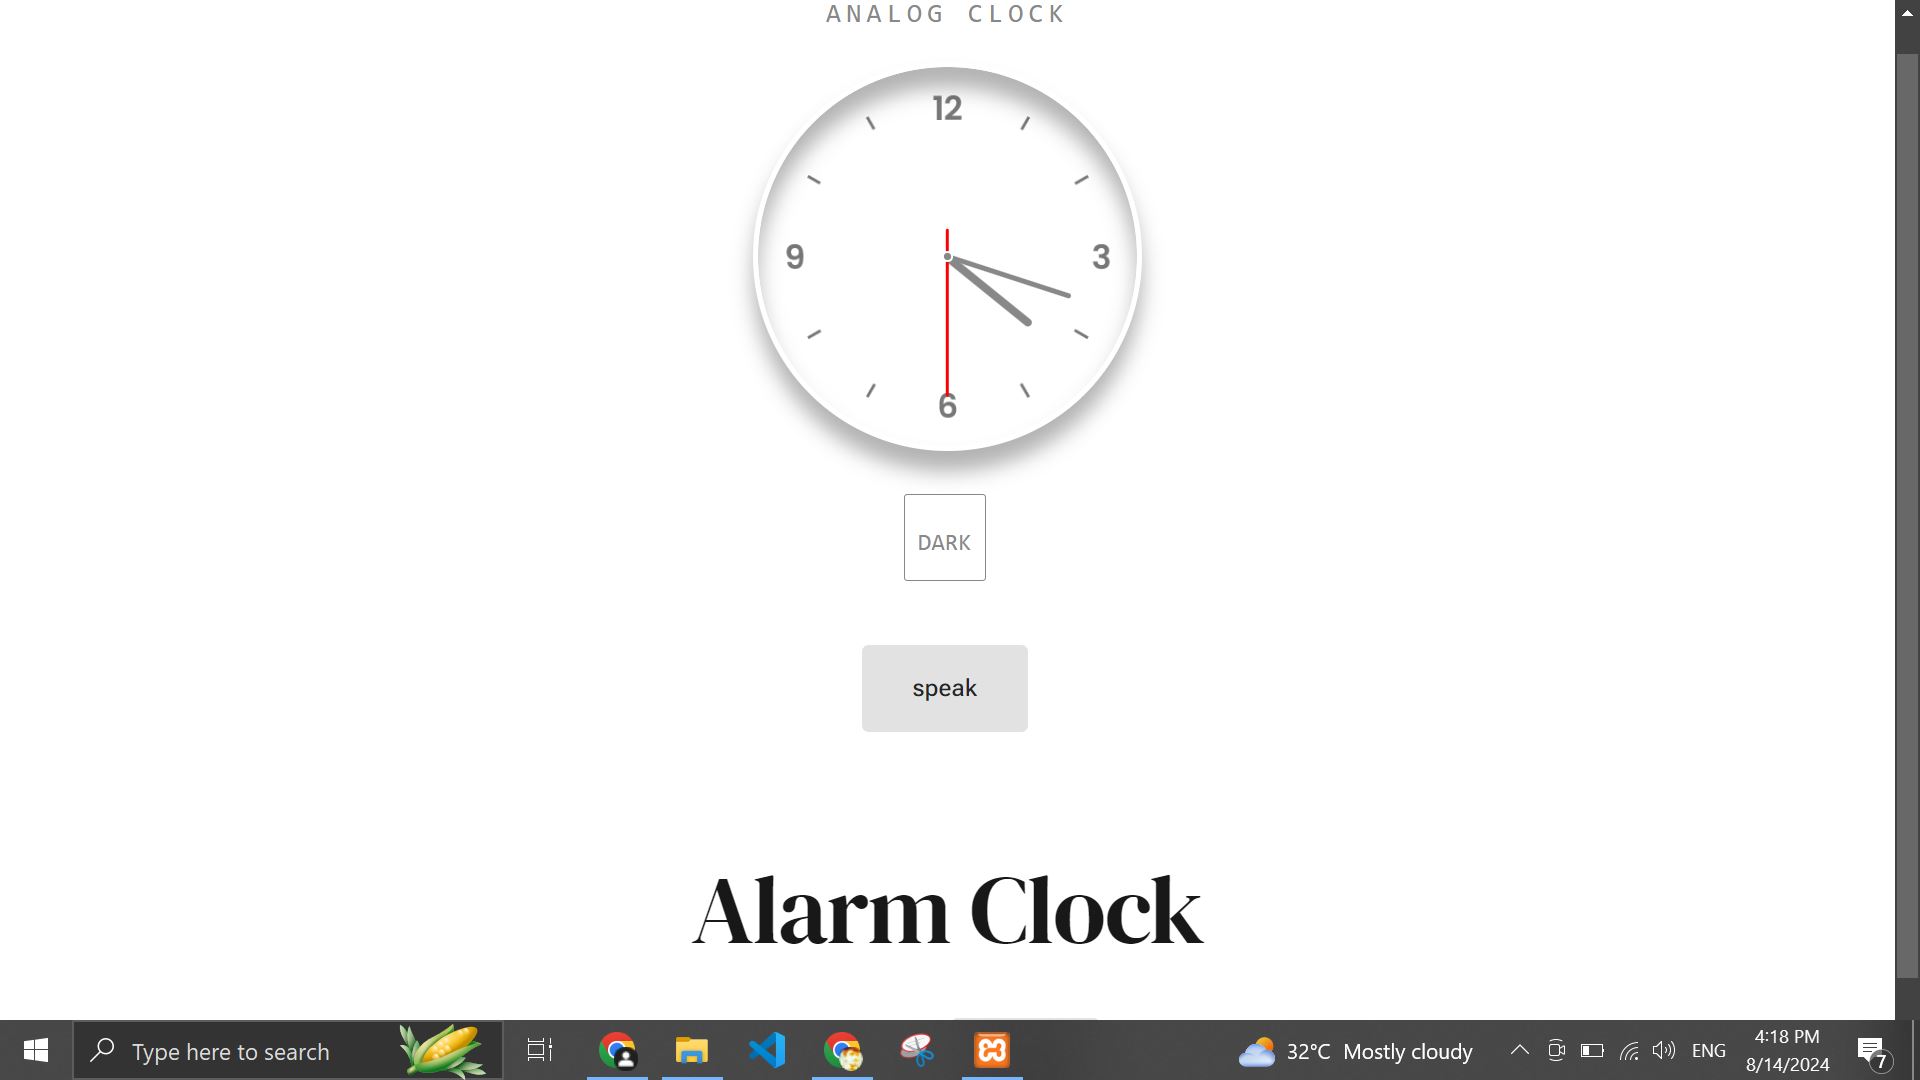 ANALOG CLOCK
12
9
3
6
DARK
speak
Alarm Clock
Type here to search
32°C Mostly cloudy
ENG
4:18 PM
8/14/2024
7